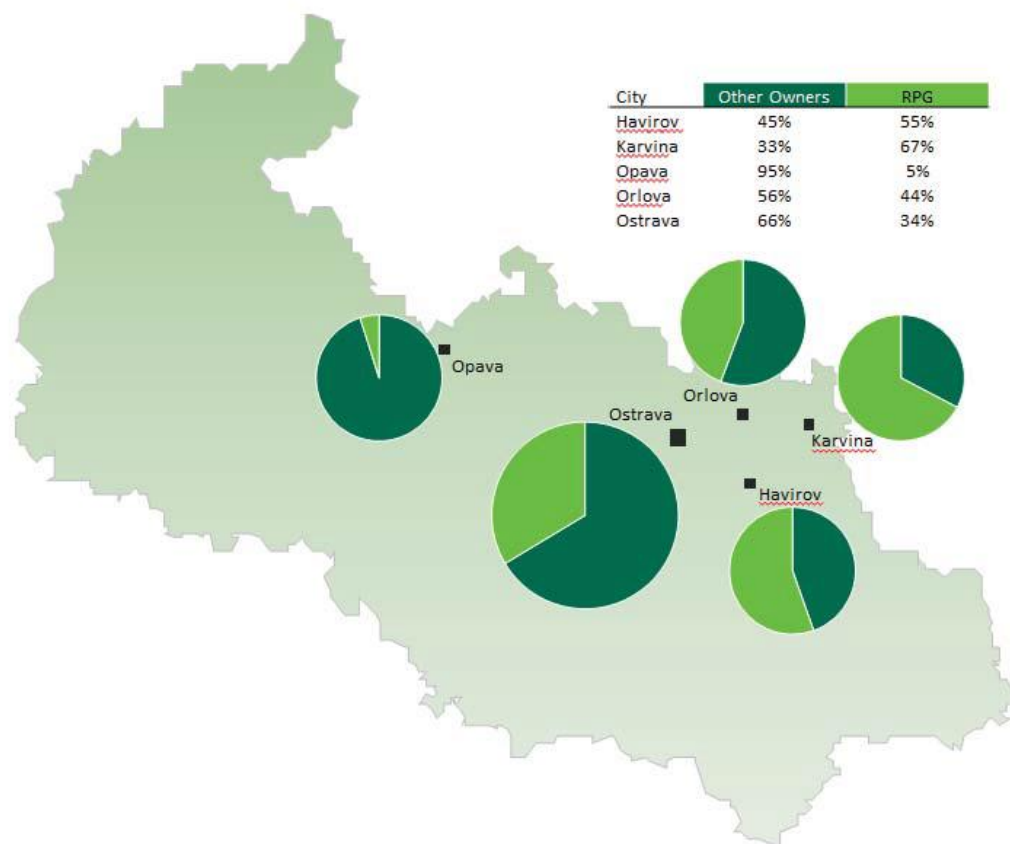 City Other Owners RPG
Havirov 45% 55%
Karvina 33% 67%
Opava 95% 5%
Orlova 56% 44%
Ostrava 66% 34%
Opava
Orlova
Ostrava
Karvina
Havirov